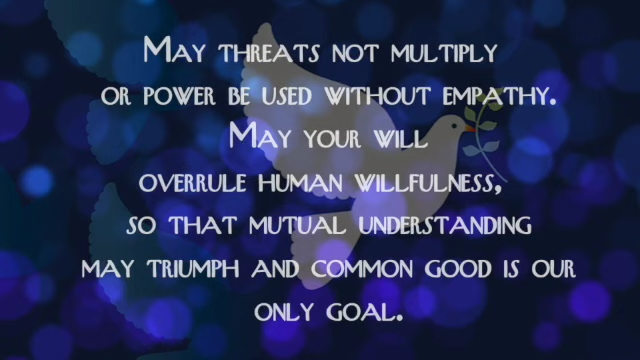 May threats not multiply
or power be used without empathy.
May your will
overrule human willfulness,
so that mutual understanding
may triumph and common good is our
only goal.